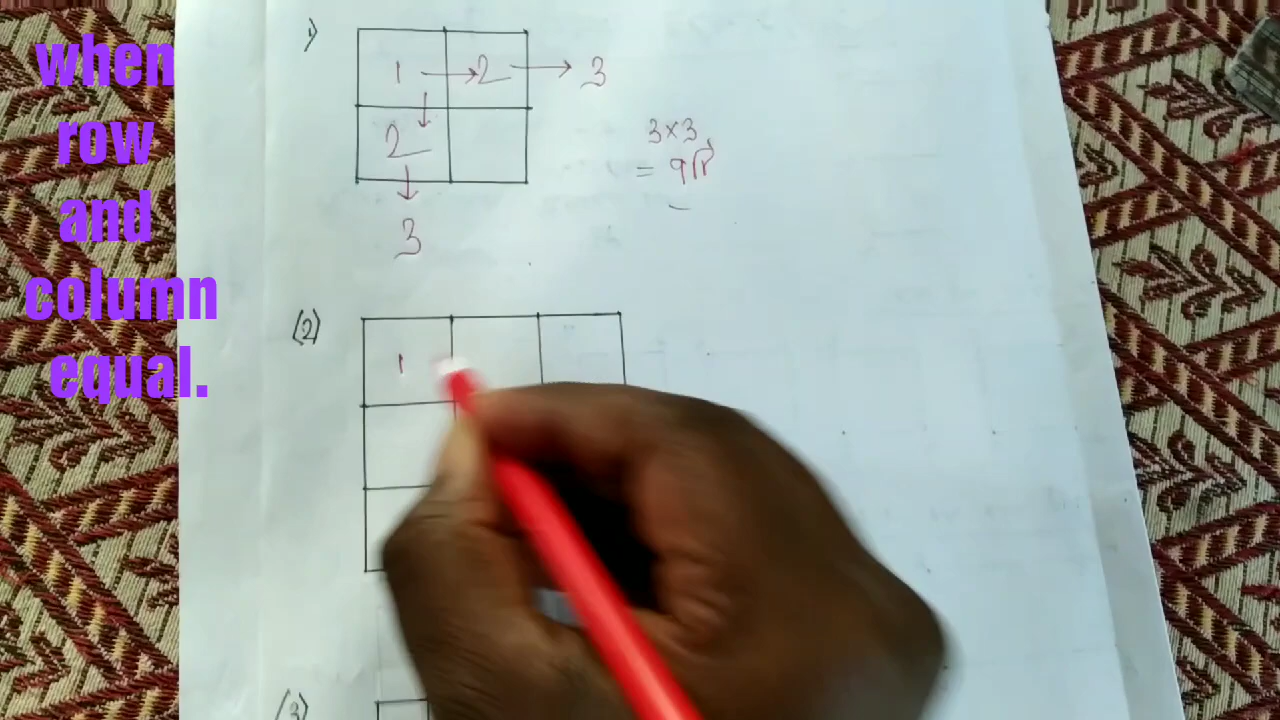 when
row
and
column
equal.
1)
1 → 2 → 3
↓
2
↓
3
3×3
= 9
(2)
1
(3)